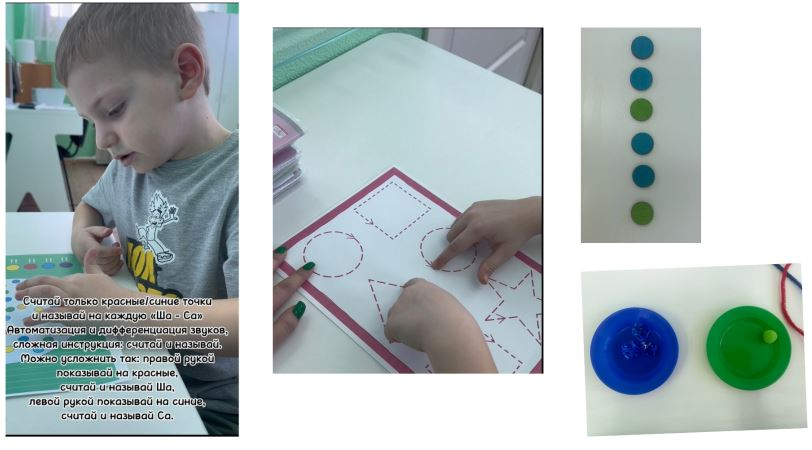 Считай только красные/синие точки
и называй на каждую «Ша - Са»
Автоматизация и дифференциация звуков,
сложная инструкция: считай и называй.
Можно усложнить так: правой рукой
показывай на красные,
считай и называй Ша,
левой рукой показывай на синие,
считай и называй Са.